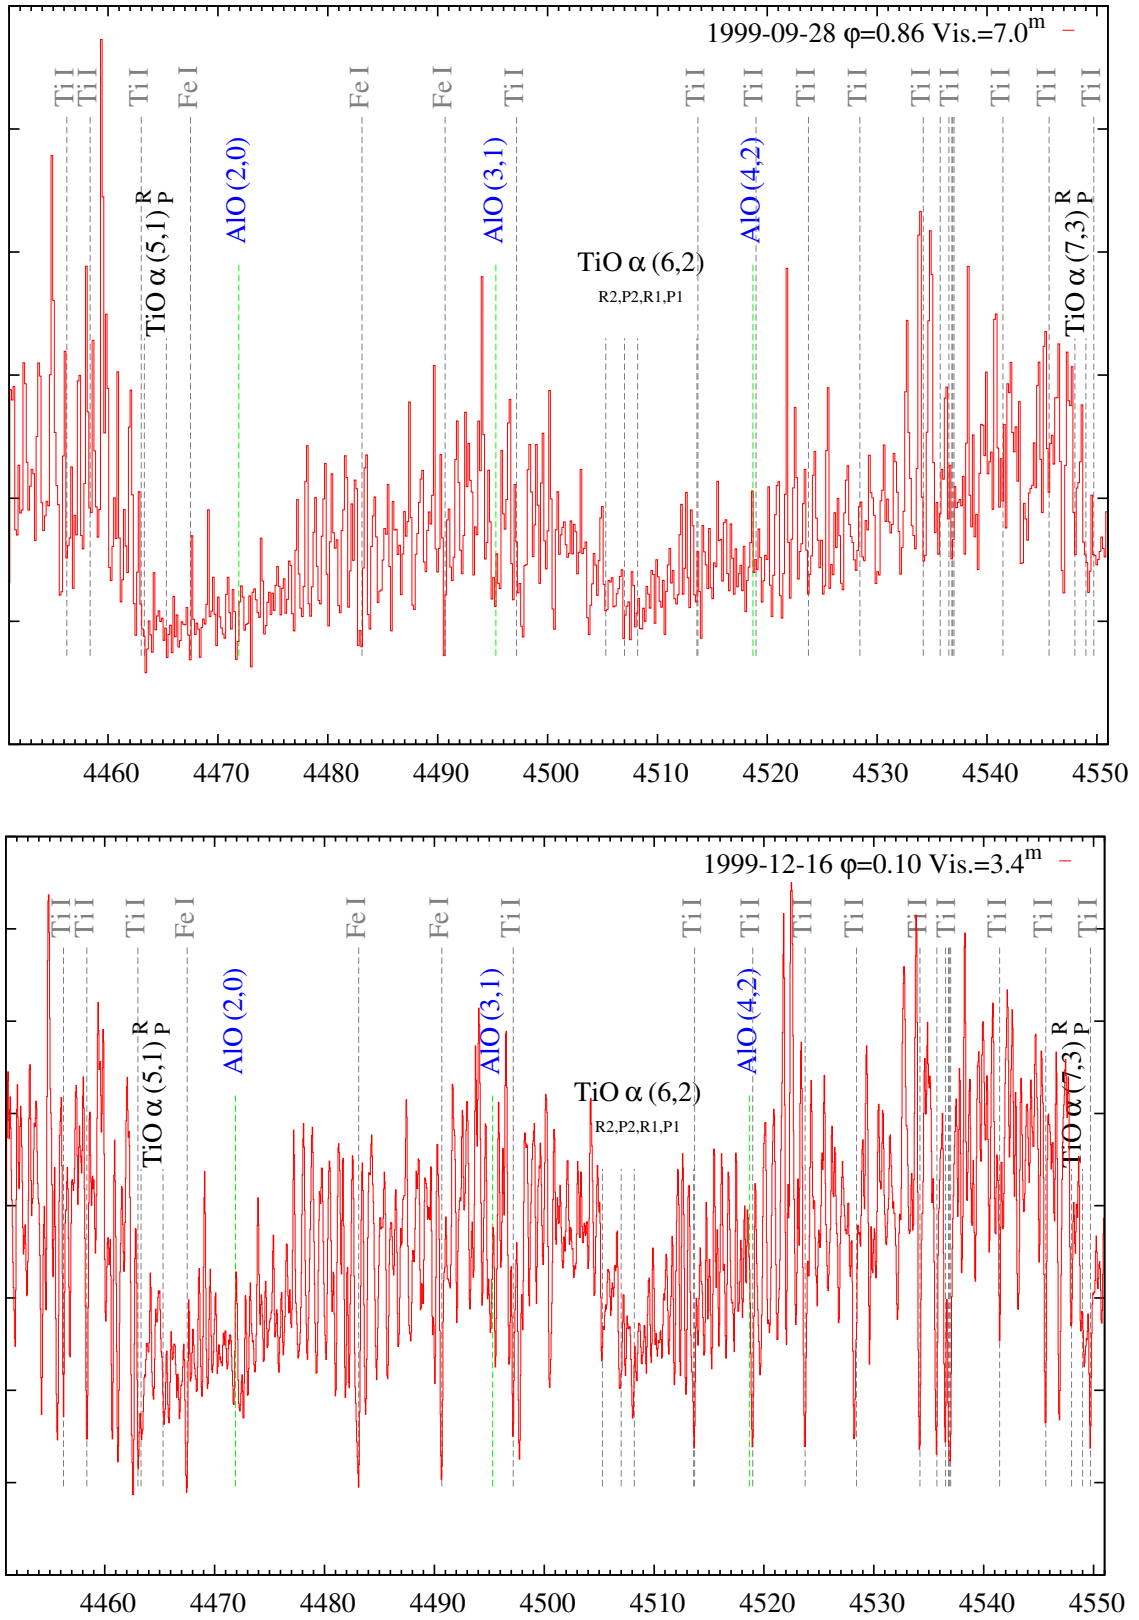 1999-09-28 φ=0.86 Vis.=7.0m
Ti I Ti I Ti I Fe I Fe I Fe I Ti I Ti I Ti I Ti I Ti I Ti I Ti I Ti I Ti I Ti I
AlO (2,0) AlO (3,1) AlO (4,2)
TiO α (5,1) R P TiO α (6,2) TiO α (7,3) R P
R2,P2,R1,P1
4460 4470 4480 4490 4500 4510 4520 4530 4540 4550
1999-12-16 φ=0.10 Vis.=3.4m
Ti I Ti I Ti I Fe I Fe I Fe I Ti I Ti I Ti I Ti I Ti I Ti I Ti I Ti I Ti I Ti I
AlO (2,0) AlO (3,1) AlO (4,2)
TiO α (5,1) R P TiO α (6,2) TiO α (7,3) R P
R2,P2,R1,P1
4460 4470 4480 4490 4500 4510 4520 4530 4540 4550